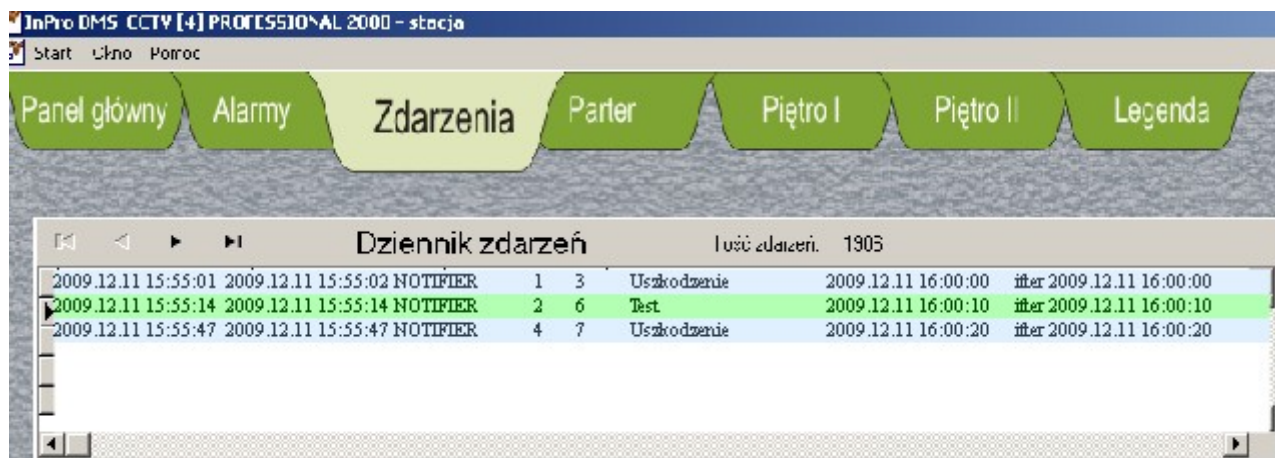 InPro DMS CCTV [4] PROFESSIONAL 2000 - stacja
Start Okno Pomoc
Panel główny Alarmy Zdarzenia Parter Piętro I Piętro II Legenda
Dziennik zdarzeń Ilość zdarzeń: 1906
2009.12.11 15:55:01 2009.12.11 15:55:02 NOTIFIER 1 3 Uszkodzenie 2009.12.11 16:00:00 ifter 2009.12.11 16:00:00
2009.12.11 15:55:14 2009.12.11 15:55:14 NOTIFIER 2 6 Test 2009.12.11 16:00:10 ifter 2009.12.11 16:00:10
2009.12.11 15:55:47 2009.12.11 15:55:47 NOTIFIER 4 7 Uszkodzenie 2009.12.11 16:00:20 ifter 2009.12.11 16:00:20